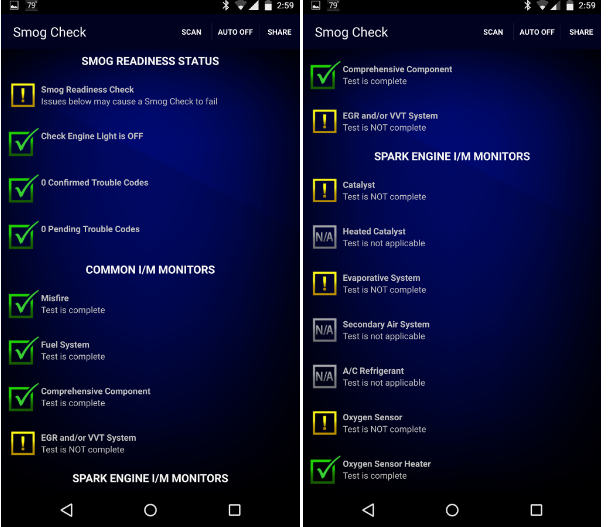 79°
2:59
Smog Check
SCAN
AUTO OFF
SHARE
SMOG READINESS STATUS
Smog Readiness Check
Issues below may cause a Smog Check to fail
Check Engine Light is OFF
0 Confirmed Trouble Codes
0 Pending Trouble Codes
COMMON I/M MONITORS
Misfire
Test is complete
Fuel System
Test is complete
Comprehensive Component
Test is complete
EGR and/or VVT System
Test is NOT complete
SPARK ENGINE I/M MONITORS
79°
2:59
Smog Check
SCAN
AUTO OFF
SHARE
Comprehensive Component
Test is complete
EGR and/or VVT System
Test is NOT complete
SPARK ENGINE I/M MONITORS
Catalyst
Test is NOT complete
N/A
Heated Catalyst
Test is not applicable
Evaporative System
Test is NOT complete
N/A
Secondary Air System
Test is not applicable
N/A
A/C Refrigerant
Test is not applicable
Oxygen Sensor
Test is NOT complete
Oxygen Sensor Heater
Test is complete